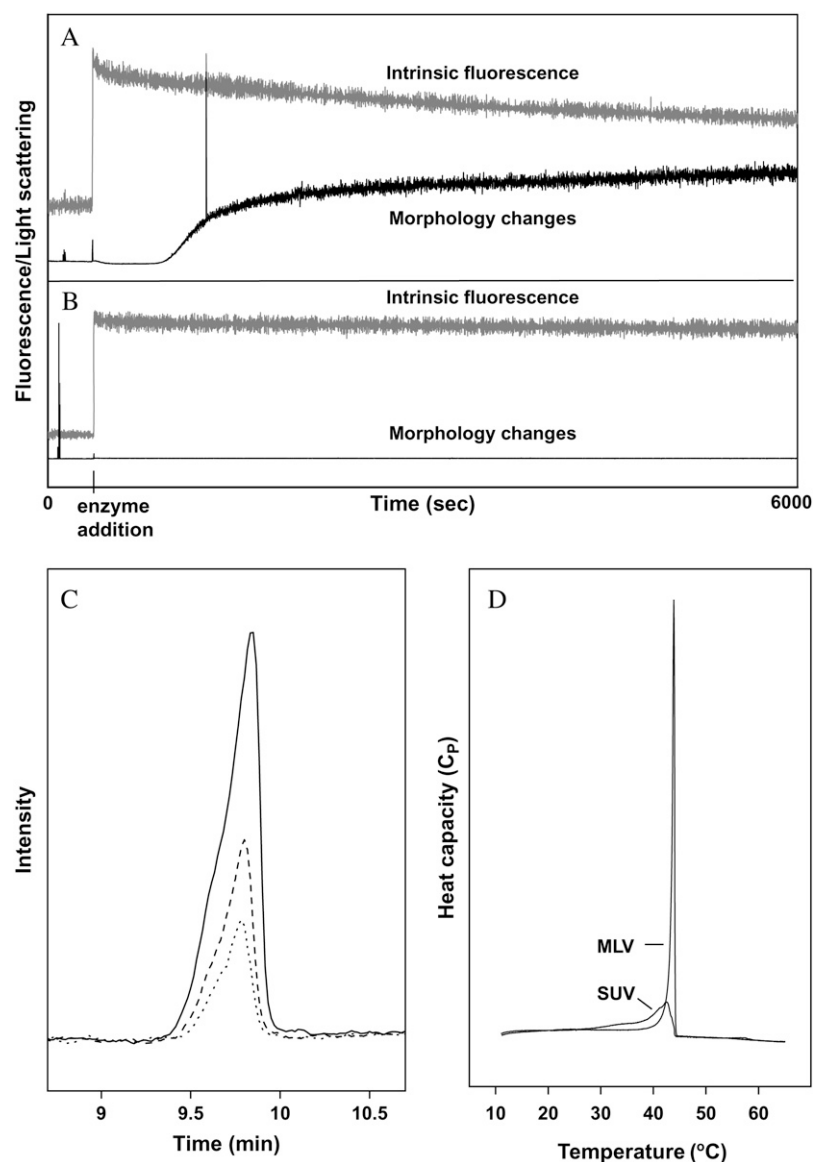 A
Intrinsic fluorescence
Morphology changes
Fluorescence/Light scattering
B
Intrinsic fluorescence
Morphology changes
0
enzyme
addition
Time (sec)
6000
C
Intensity
9
9.5
10
10.5
Time (min)
D
Heat capacity (CP)
MLV
SUV
10
20
30
40
50
60
Temperature (ºC)